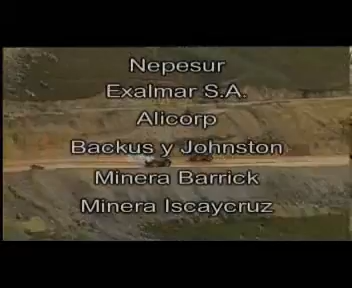 Nepesur
Exalmar S.A.
Alicorp
Backus y Johnston
Minera Barrick
Minera Iscaycruz